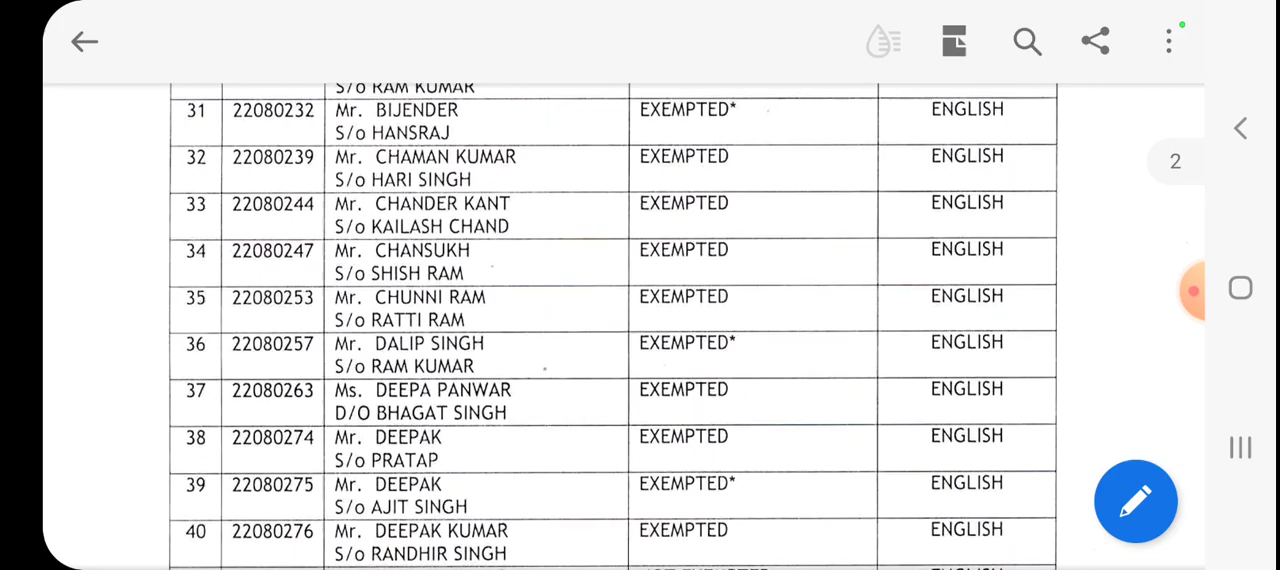 S/o RAM KUMAR
31 22080232 Mr. BIJENDER EXEMPTED* ENGLISH
S/o HANSRAJ
32 22080239 Mr. CHAMAN KUMAR EXEMPTED ENGLISH
S/o HARI SINGH
33 22080244 Mr. CHANDER KANT EXEMPTED ENGLISH
S/o KAILASH CHAND
34 22080247 Mr. CHANSUKH EXEMPTED ENGLISH
S/o SHISH RAM
35 22080253 Mr. CHUNNI RAM EXEMPTED ENGLISH
S/o RATTI RAM
36 22080257 Mr. DALIP SINGH EXEMPTED* ENGLISH
S/o RAM KUMAR
37 22080263 Ms. DEEPA PANWAR EXEMPTED ENGLISH
D/O BHAGAT SINGH
38 22080274 Mr. DEEPAK EXEMPTED ENGLISH
S/o PRATAP
39 22080275 Mr. DEEPAK EXEMPTED* ENGLISH
S/o AJIT SINGH
40 22080276 Mr. DEEPAK KUMAR EXEMPTED ENGLISH
S/o RANDHIR SINGH
2